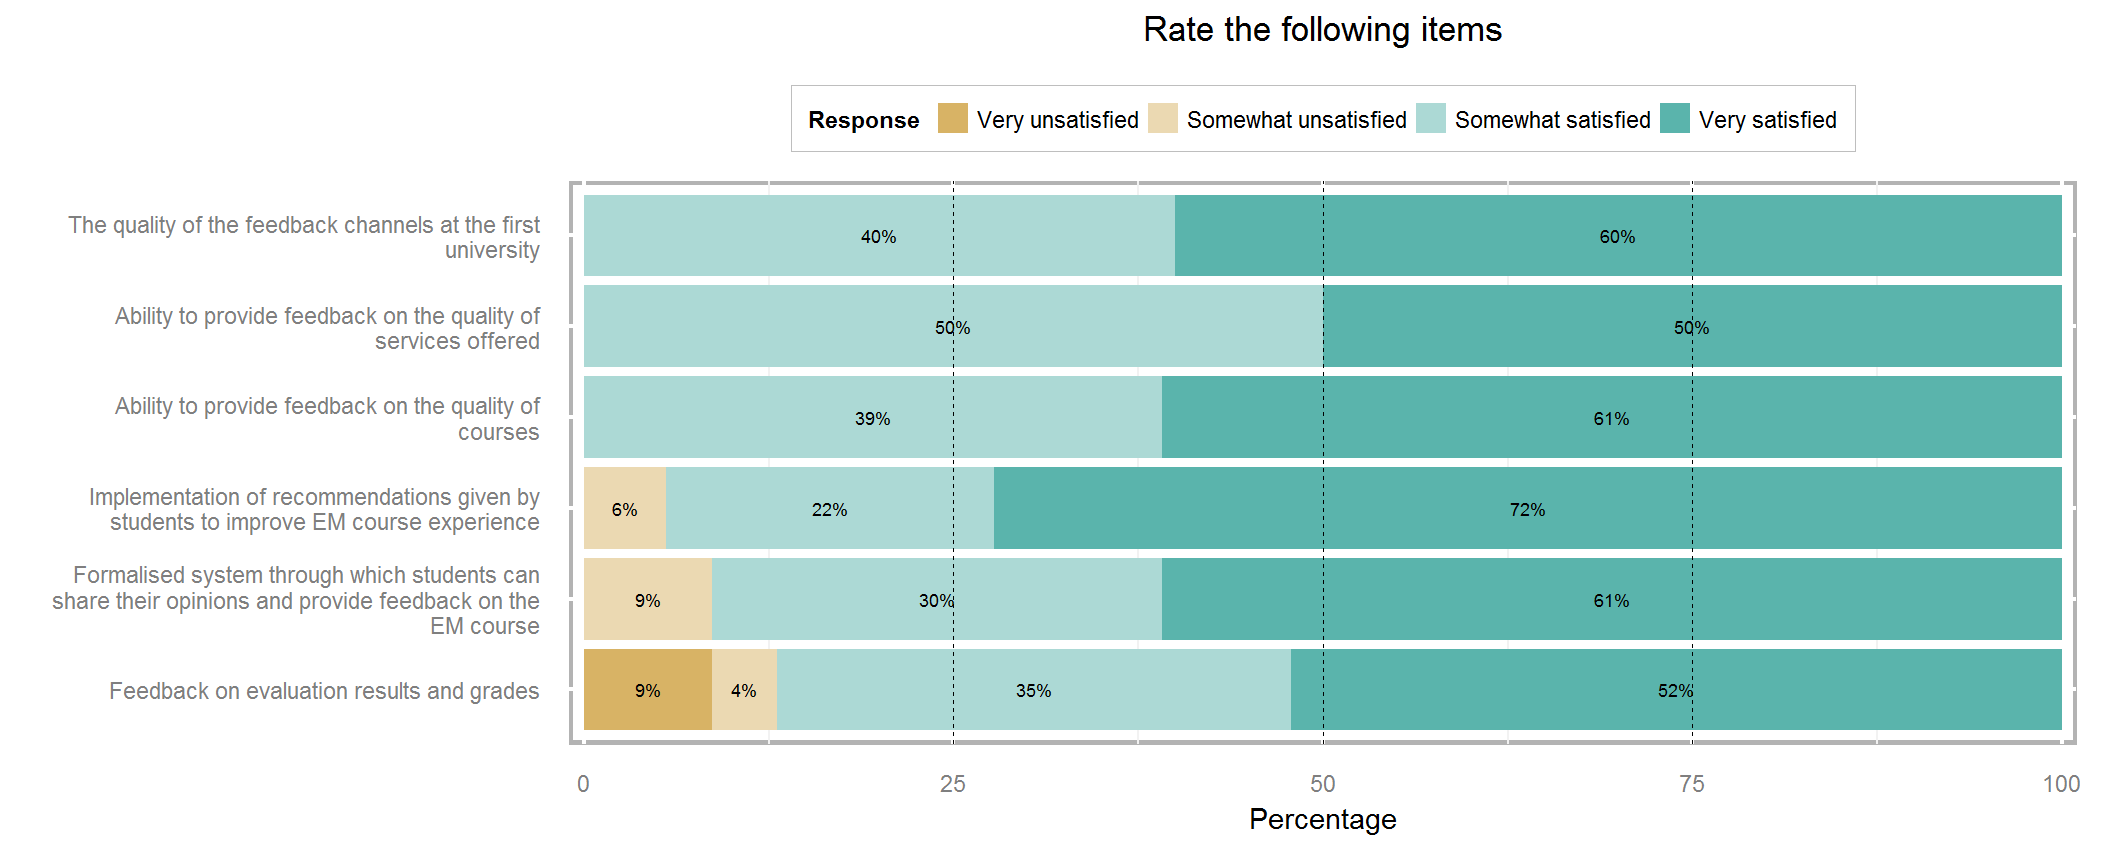 Rate the following items
Response Very unsatisfied Somewhat unsatisfied Somewhat satisfied Very satisfied
The quality of the feedback channels at the first
university
40% 60%
Ability to provide feedback on the quality of
services offered
50% 50%
Ability to provide feedback on the quality of
courses
39% 61%
Implementation of recommendations given by
students to improve EM course experience
6% 22% 72%
Formalised system through which students can
share their opinions and provide feedback on the
EM course
9% 30% 61%
Feedback on evaluation results and grades
9% 4% 35% 52%
0 25 50 75 100
Percentage